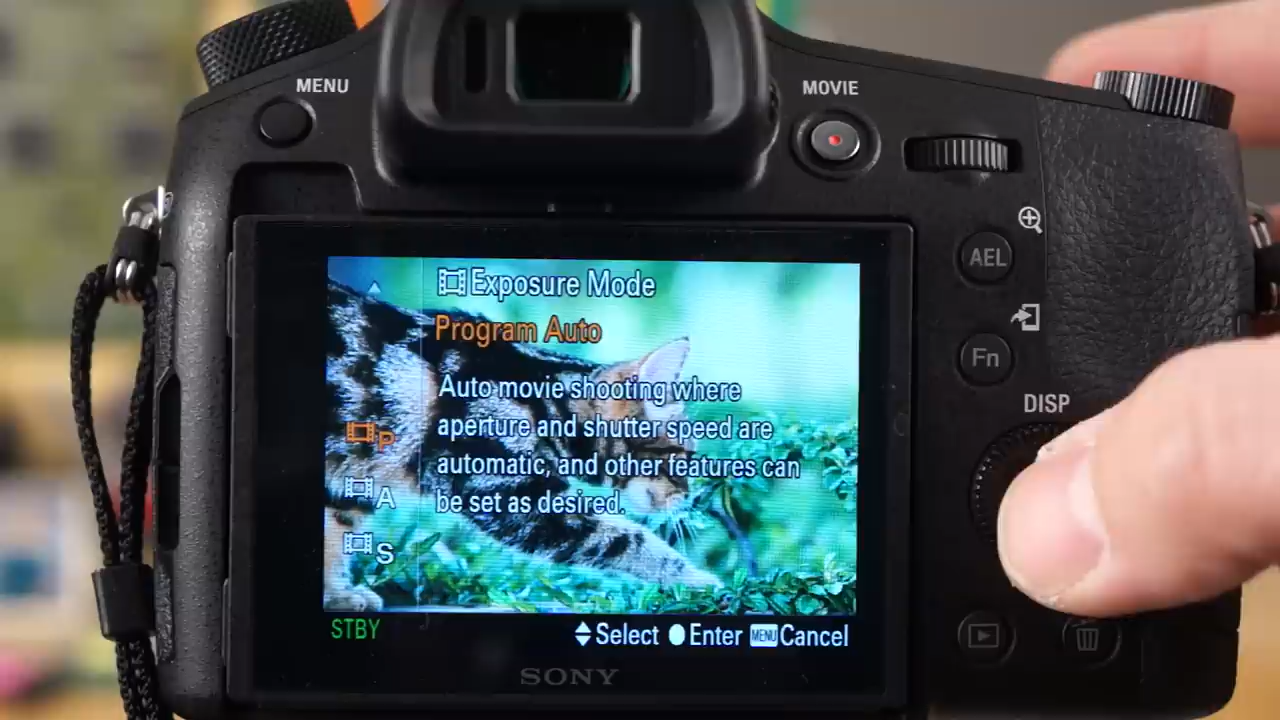 MENU
MOVIE
AEL
Fn
DISP
Exposure Mode
Program Auto
Auto movie shooting where
aperture and shutter speed are
automatic, and other features can
be set as desired.
P
A
S
STBY
Select Enter MENU Cancel
SONY